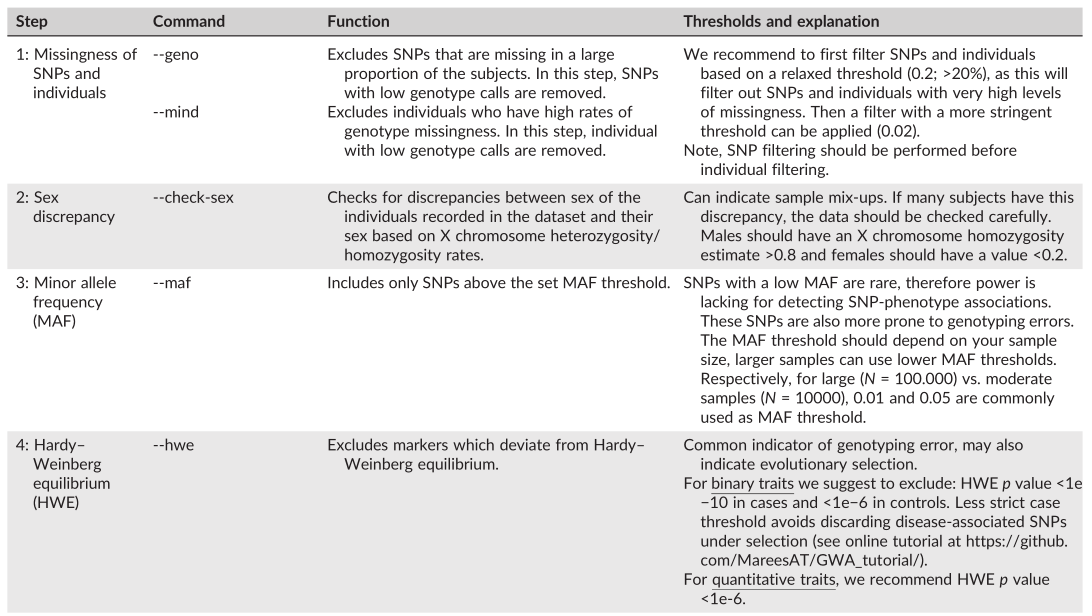 Step Command Function Thresholds and explanation
1: Missingness of SNPs and individuals
--geno
Excludes SNPs that are missing in a large
proportion of the subjects. In this step, SNPs
with low genotype calls are removed.
--mind
Excludes individuals who have high rates of
genotype missingness. In this step, individual
with low genotype calls are removed.
We recommend to first filter SNPs and individuals
based on a relaxed threshold (0.2; >20%), as this will
filter out SNPs and individuals with very high levels
of missingness. Then a filter with a more stringent
threshold can be applied (0.02).
Note, SNP filtering should be performed before
individual filtering.
2: Sex
discrepancy
--check-sex
Checks for discrepancies between sex of the
individuals recorded in the dataset and their
sex based on X chromosome heterozygosity/
homozygosity rates.
Can indicate sample mix-ups. If many subjects have this
discrepancy, the data should be checked carefully.
Males should have an X chromosome homozygosity
estimate >0.8 and females should have a value <0.2.
3: Minor allele
frequency
(MAF)
--maf
Includes only SNPs above the set MAF threshold.
SNPs with a low MAF are rare, therefore power is
lacking for detecting SNP-phenotype associations.
These SNPs are also more prone to genotyping errors.
The MAF threshold should depend on your sample
size, larger samples can use lower MAF thresholds.
Respectively, for large (N = 100.000) vs. moderate
samples (N = 10000), 0.01 and 0.05 are commonly
used as MAF threshold.
4: Hardy–
Weinberg
equilibrium
(HWE)
--hwe
Excludes markers which deviate from Hardy–
Weinberg equilibrium.
Common indicator of genotyping error, may also
indicate evolutionary selection.
For binary traits we suggest to exclude: HWE p value <1e
−10 in cases and <1e−6 in controls. Less strict case
threshold avoids discarding disease-associated SNPs
under selection (see online tutorial at https://github.
com/MareesAT/GWA_tutorial/).
For quantitative traits, we recommend HWE p value
<1e-6.